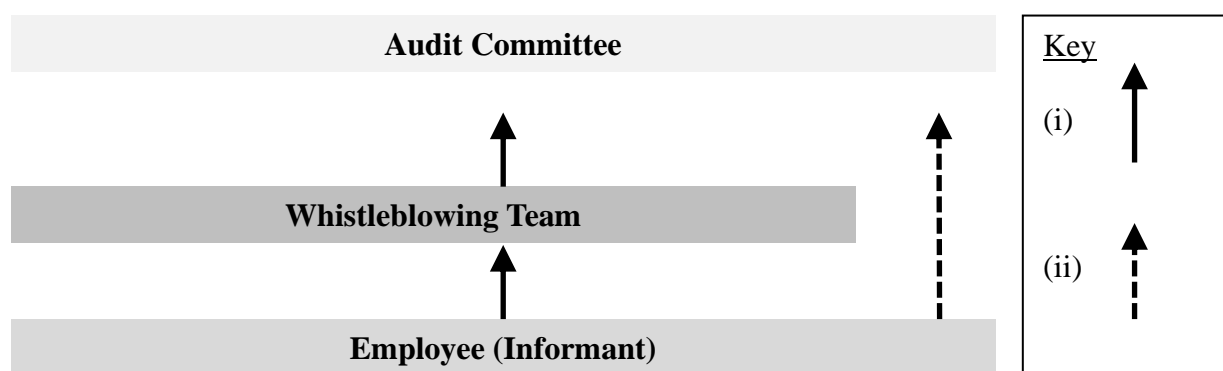 Audit Committee
Whistleblowing Team
Employee (Informant)
Key
(i)
(ii)